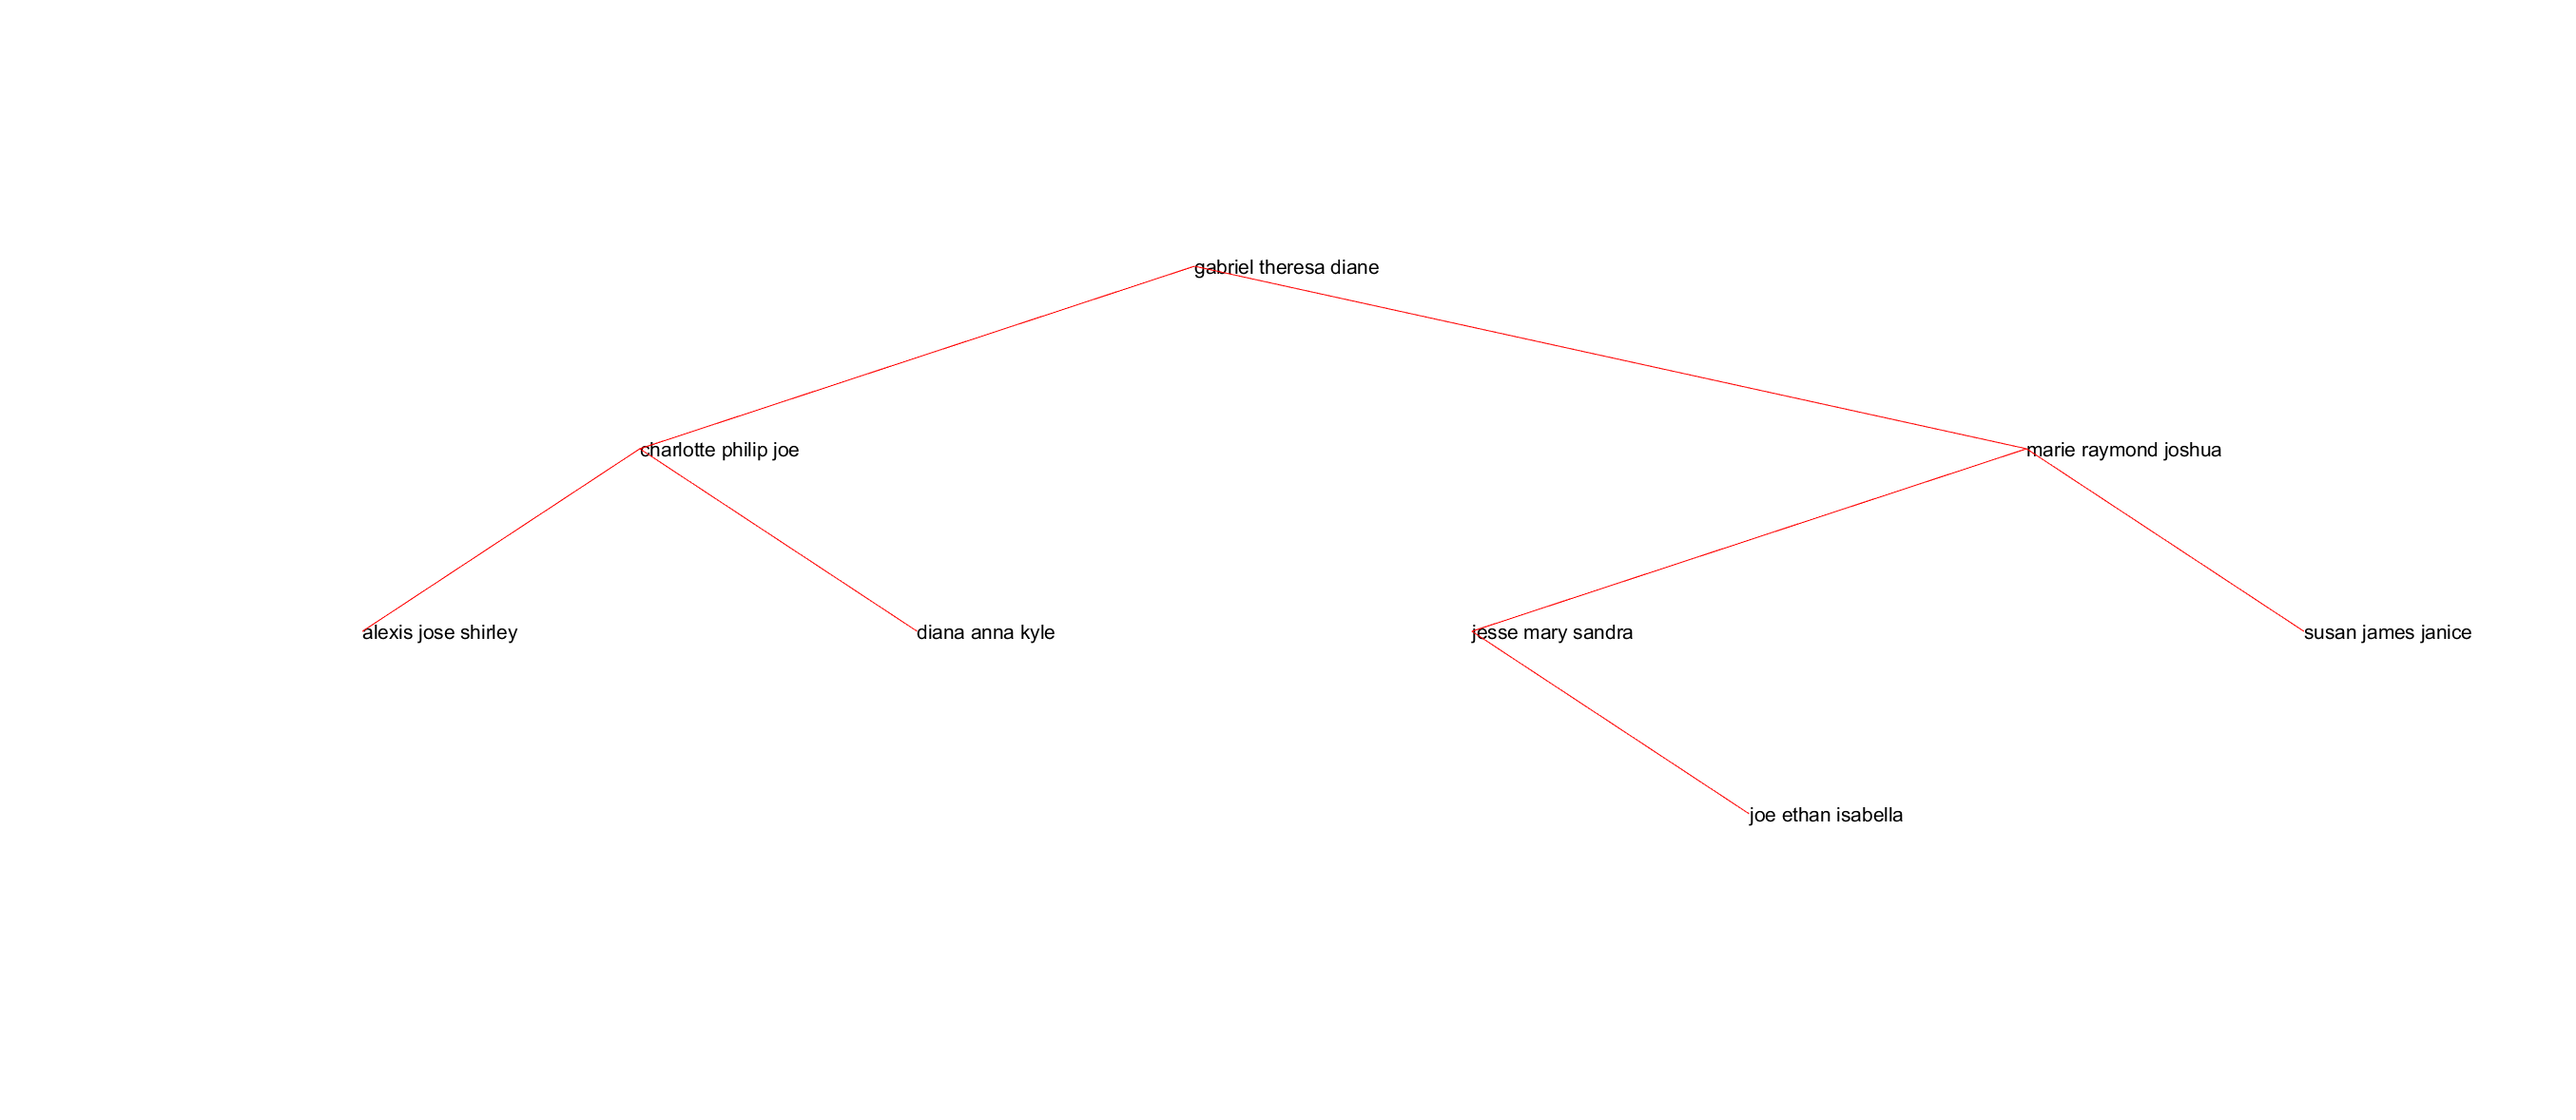 gabriel theresa diane
charlotte philip joe
marie raymond joshua
alexis jose shirley
diana anna kyle
jesse mary sandra
susan james janice
joe ethan isabella